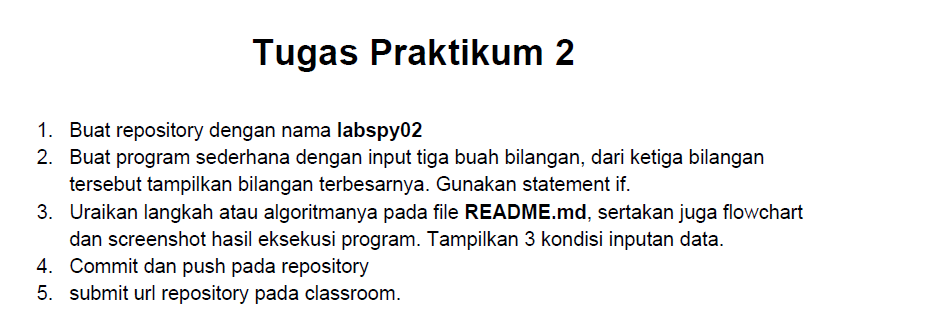 Tugas Praktikum 2
1. Buat repository dengan nama labspy02
2. Buat program sederhana dengan input tiga buah bilangan, dari ketiga bilangan
tersebut tampilkan bilangan terbesarnya. Gunakan statement if.
3. Uraikan langkah atau algoritmanya pada file README.md, sertakan juga flowchart
dan screenshot hasil eksekusi program. Tampilkan 3 kondisi inputan data.
4. Commit dan push pada repository
5. submit url repository pada classroom.